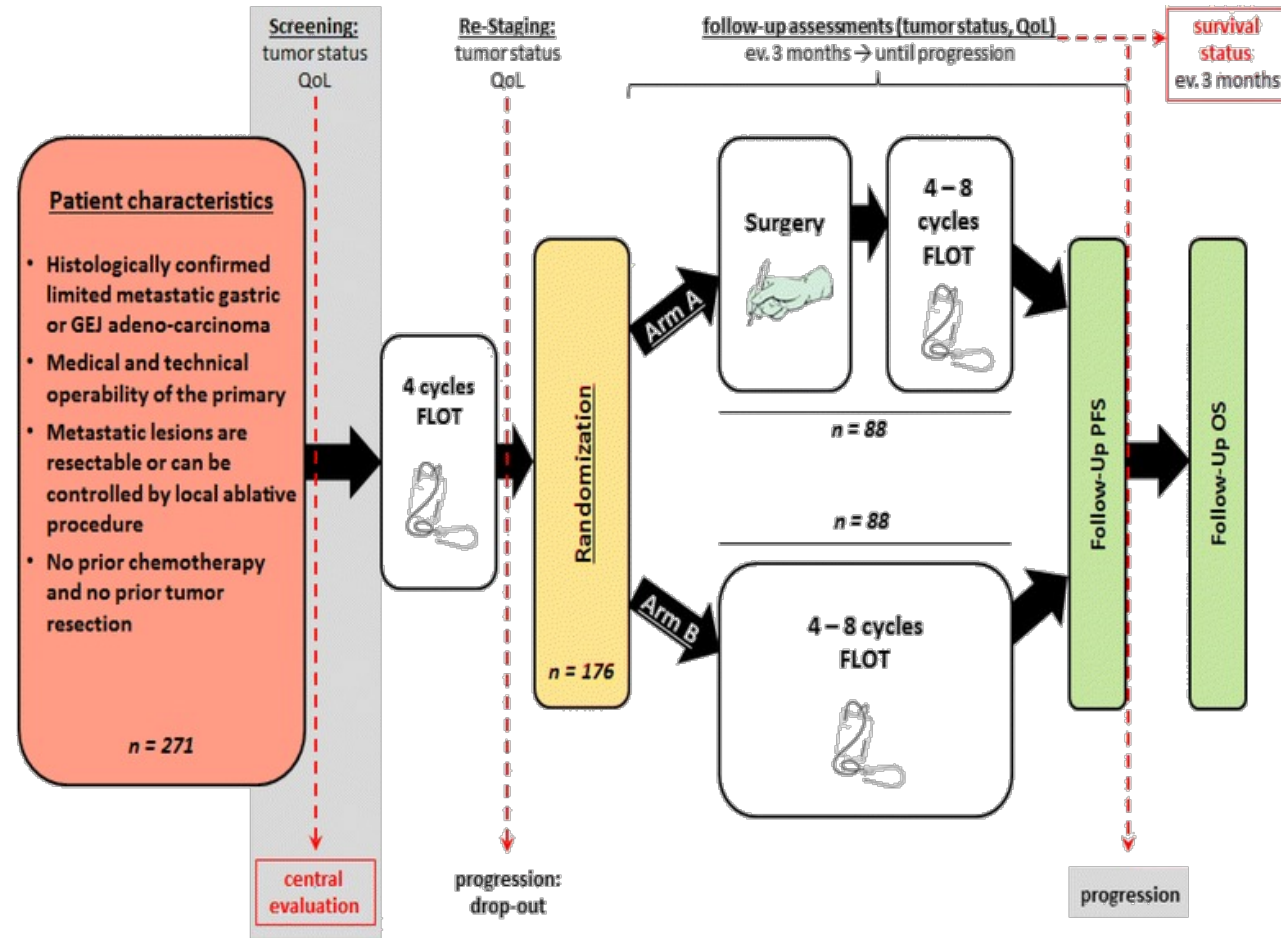 Screening:
tumor status
QoL
Re-Staging:
tumor status
QoL
follow-up assessments (tumor status, QoL)
ev. 3 months → until progression
survival
status
ev. 3 months
Patient characteristics
• Histologically confirmed
limited metastatic gastric
or GEJ adeno-carcinoma
• Medical and technical
operability of the primary
• Metastatic lesions are
resectable or can be
controlled by local ablative
procedure
• No prior chemotherapy
and no prior tumor
resection
n = 271
4 cycles
FLOT
Randomization
n = 176
Arm A
Surgery
4 – 8
cycles
FLOT
n = 88
n = 88
Arm B
4 – 8 cycles
FLOT
Follow-Up PFS
Follow-Up OS
central
evaluation
progression:
drop-out
progression